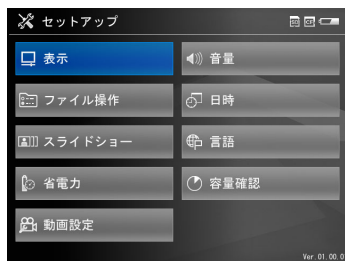 セットアップ
表示
音量
ファイル操作
日時
スライドショー
言語
省電力
容量確認
動画設定
Ver.01.00.0